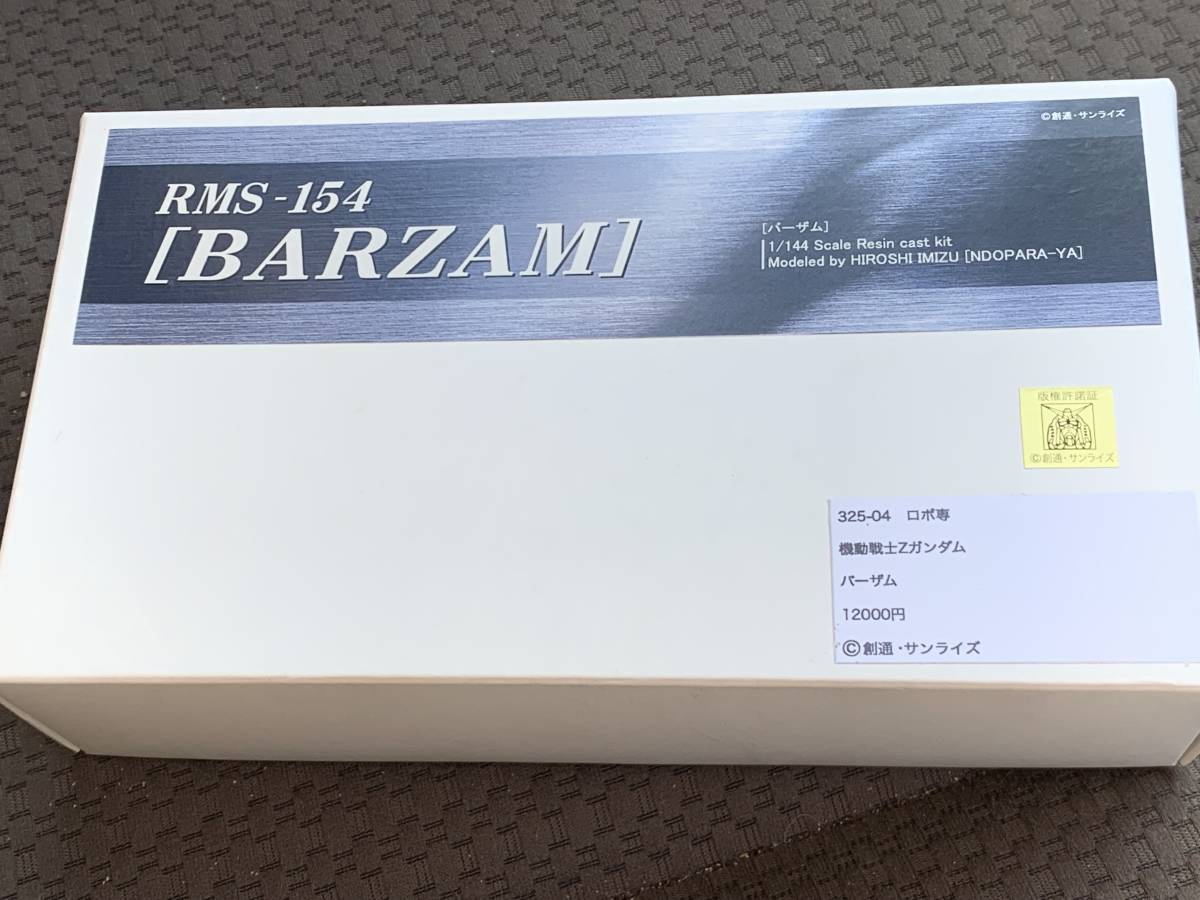 ©創通・サンライズ
RMS-154
[BARZAM]
[バーザム]
1/144 Scale Resin cast kit
Modeled by HIROSHI IMIZU [NDOPARA-YA]
版権許諾証
©創通・サンライズ
325-04 ロボ専
機動戦士Zガンダム
バーザム
12000円
©創通・サンライズ